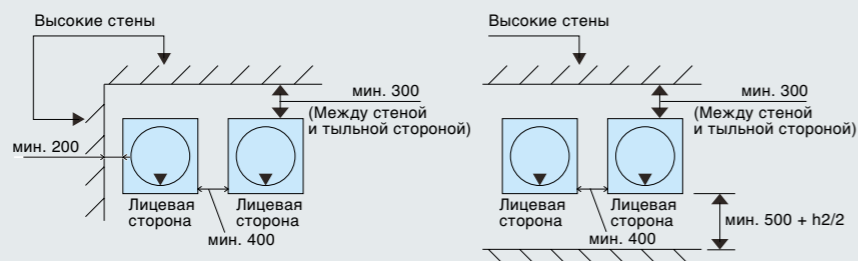 Высокие стены
мин. 300
(Между стеной
и тыльной стороной)
мин. 200
Лицевая
сторона
Лицевая
сторона
мин. 400
Высокие стены
мин. 300
(Между стеной
и тыльной стороной)
Лицевая
сторона
Лицевая
сторона
мин. 400
мин. 500 + h2/2